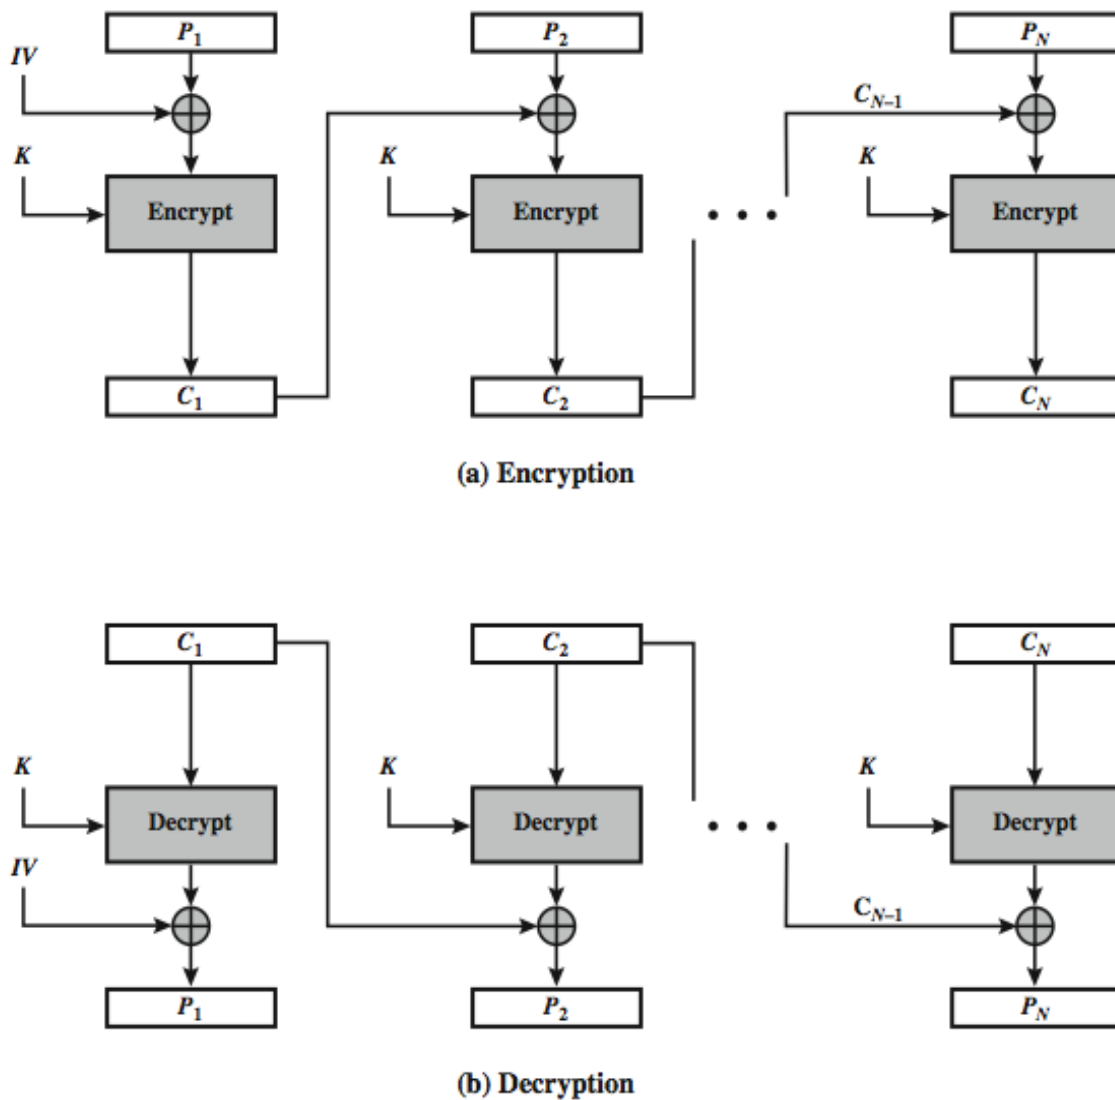 P1 P2 PN
IV
CN–1
K K K
Encrypt Encrypt Encrypt
C1 C2 CN
(a) Encryption
C1 C2 CN
K K K
Decrypt Decrypt Decrypt
IV
CN–1
P1 P2 PN
(b) Decryption